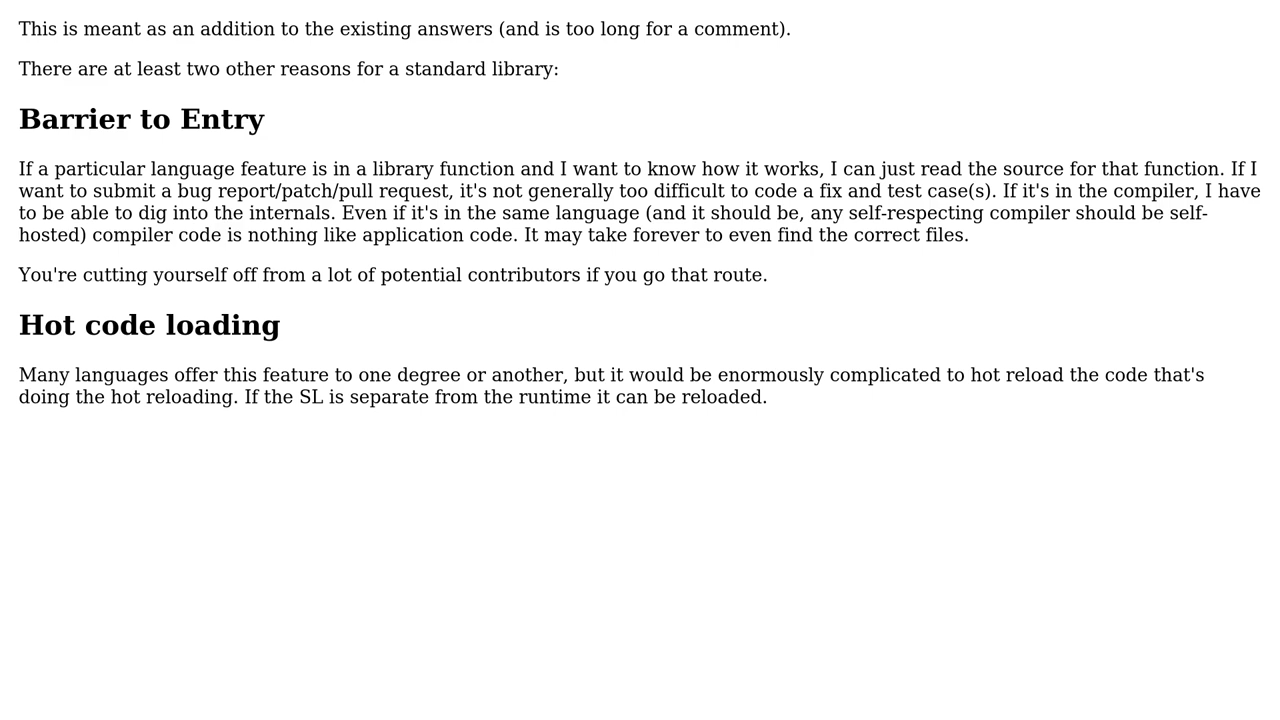 This is meant as an addition to the existing answers (and is too long for a comment).
There are at least two other reasons for a standard library:
Barrier to Entry
If a particular language feature is in a library function and I want to know how it works, I can just read the source for that function. If I
want to submit a bug report/patch/pull request, it's not generally too difficult to code a fix and test case(s). If it's in the compiler, I have
to be able to dig into the internals. Even if it's in the same language (and it should be, any self-respecting compiler should be self-
hosted) compiler code is nothing like application code. It may take forever to even find the correct files.
You're cutting yourself off from a lot of potential contributors if you go that route.
Hot code loading
Many languages offer this feature to one degree or another, but it would be enormously complicated to hot reload the code that's
doing the hot reloading. If the SL is separate from the runtime it can be reloaded.